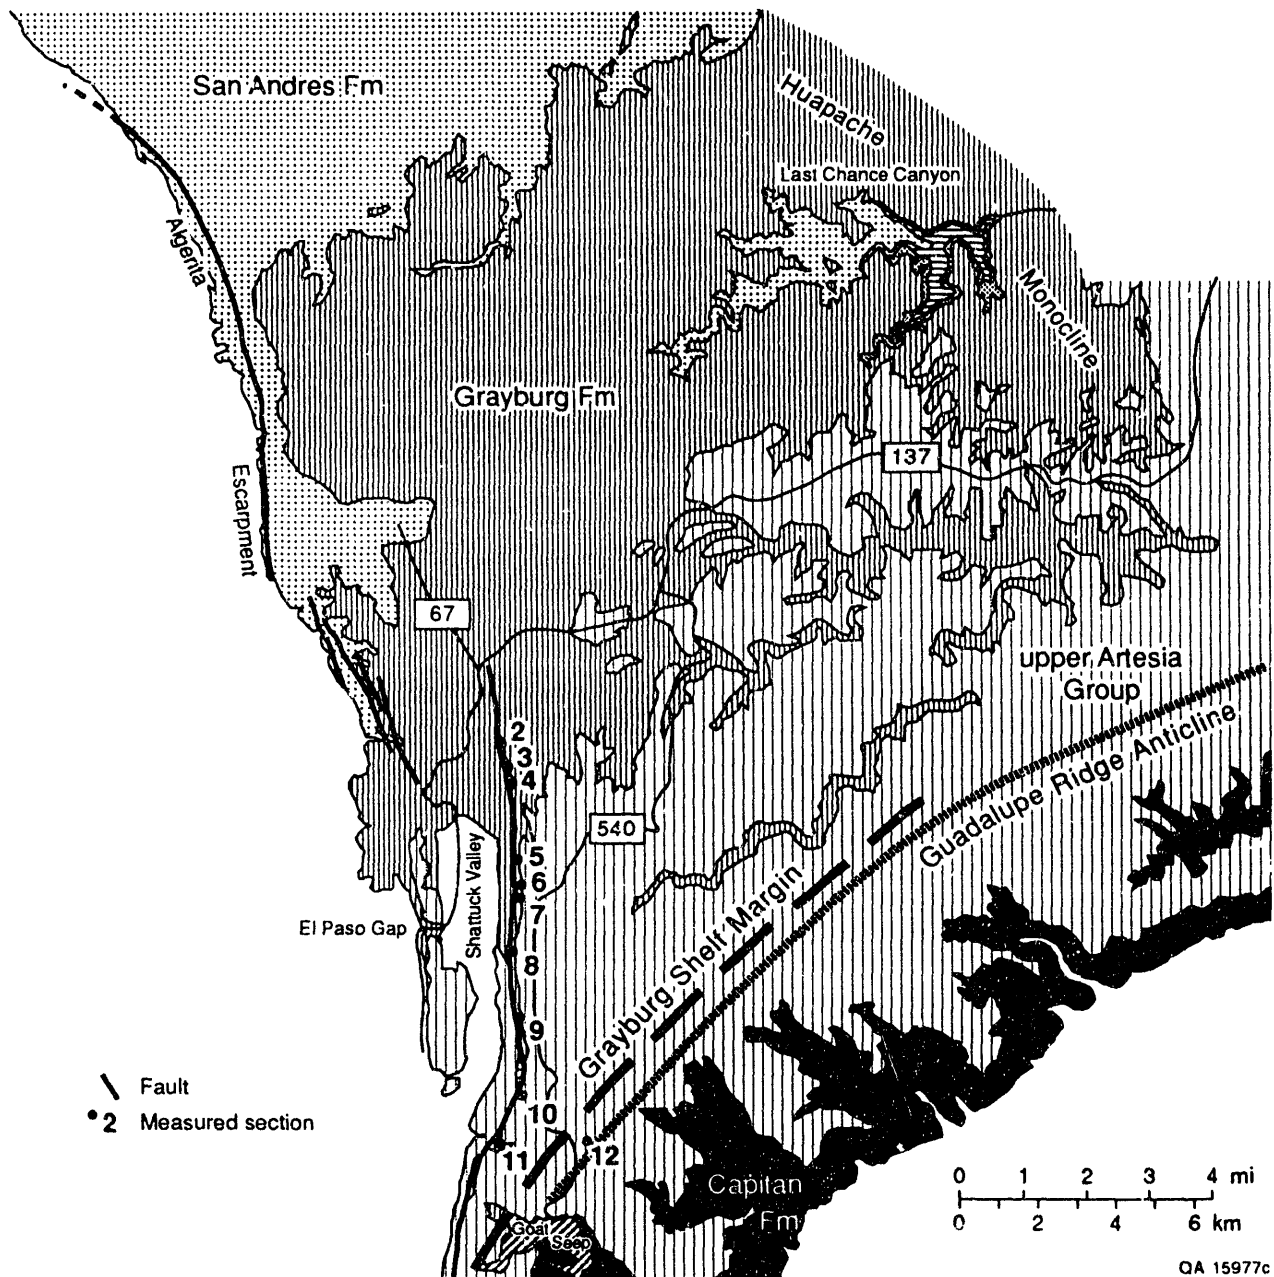 San Andres Fm
Huapache
Last Chance Canyon
Algerita
Monocline
Grayburg Fm
137
Escarpment
67
upper Artesia
Group
2
3
4
Guadalupe Ridge Anticline
540
5
6
7
Shattuck Valley
El Paso Gap
8
Grayburg Shelf Margin
9
Fault
10
2 Measured section
11
12
Capitan
Fm
Goat
Seep
0 1 2 3 4 mi
0 2 4 6 km
QA 15977c